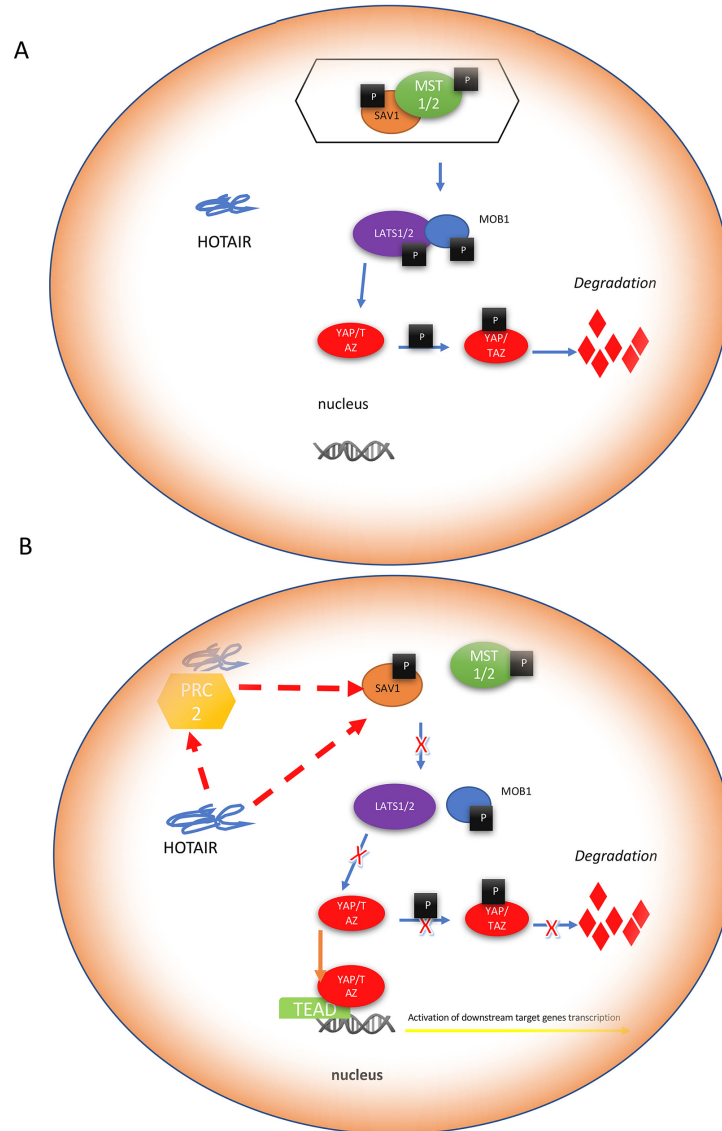 A
P
P
MST
1/2
SAV1
HOTAIR
LATS1/2
MOB1
P
P
Degradation
YAP/T
AZ
P
P
YAP/
TAZ
nucleus
B
PRC
2
P
SAV1
MST
1/2
P
HOTAIR
LATS1/2
MOB1
P
X
X
Degradation
YAP/T
AZ
P
X
P
YAP/
TAZ
X
YAP/T
AZ
TEAD
Activation of downstream target genes transcription
nucleus